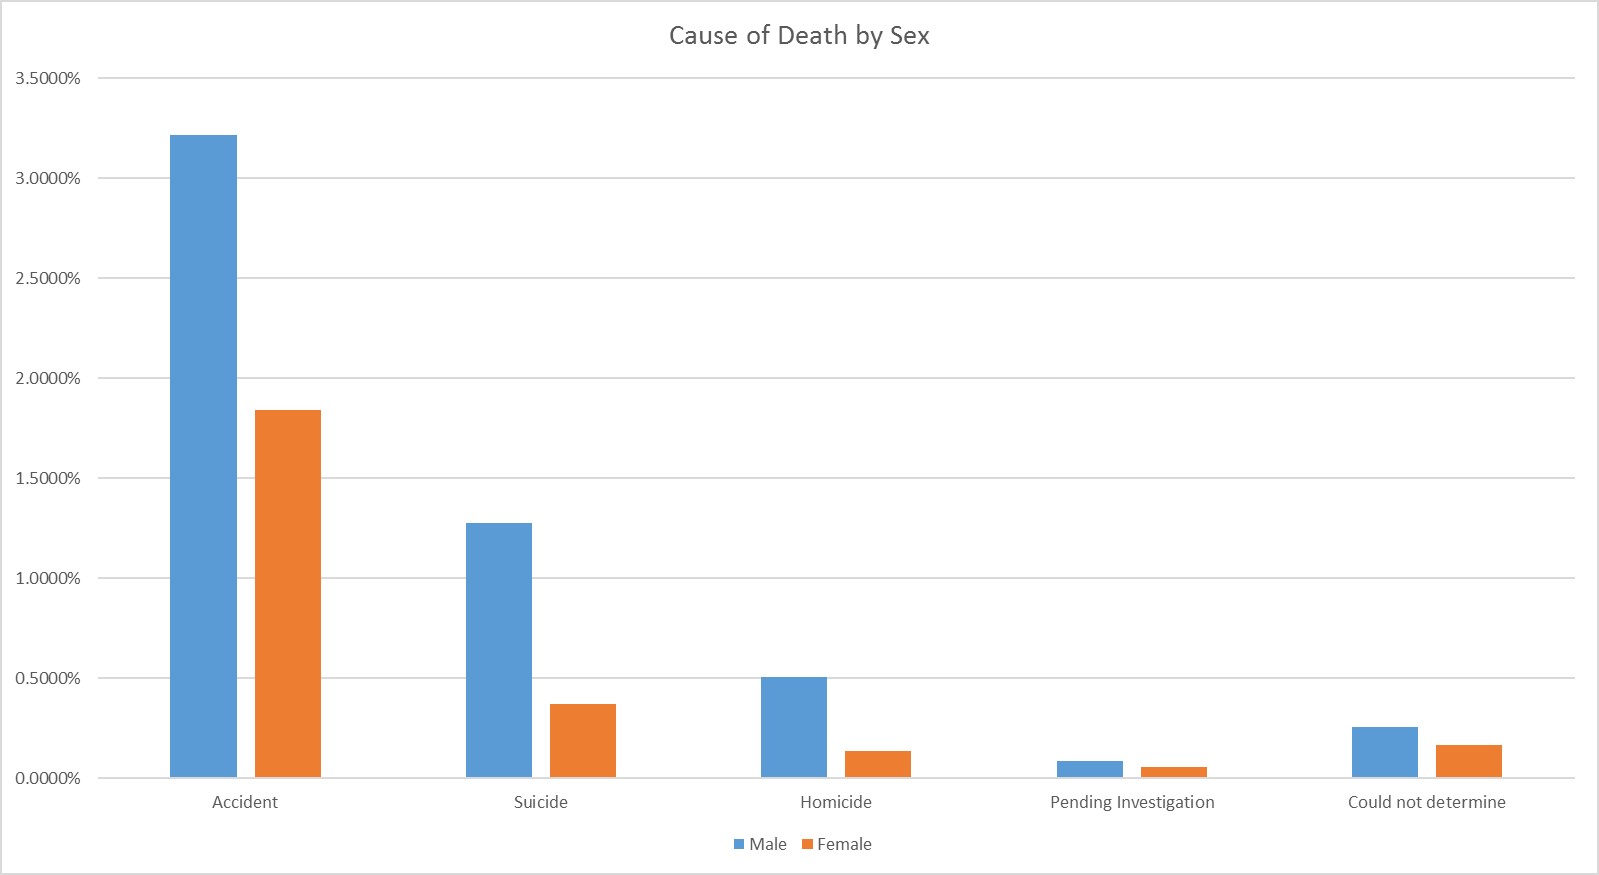 Cause of Death by Sex
3.5000%
3.0000%
2.5000%
2.0000%
1.5000%
1.0000%
0.5000%
0.0000%
Accident Suicide Homicide Pending Investigation Could not determine
Male Female